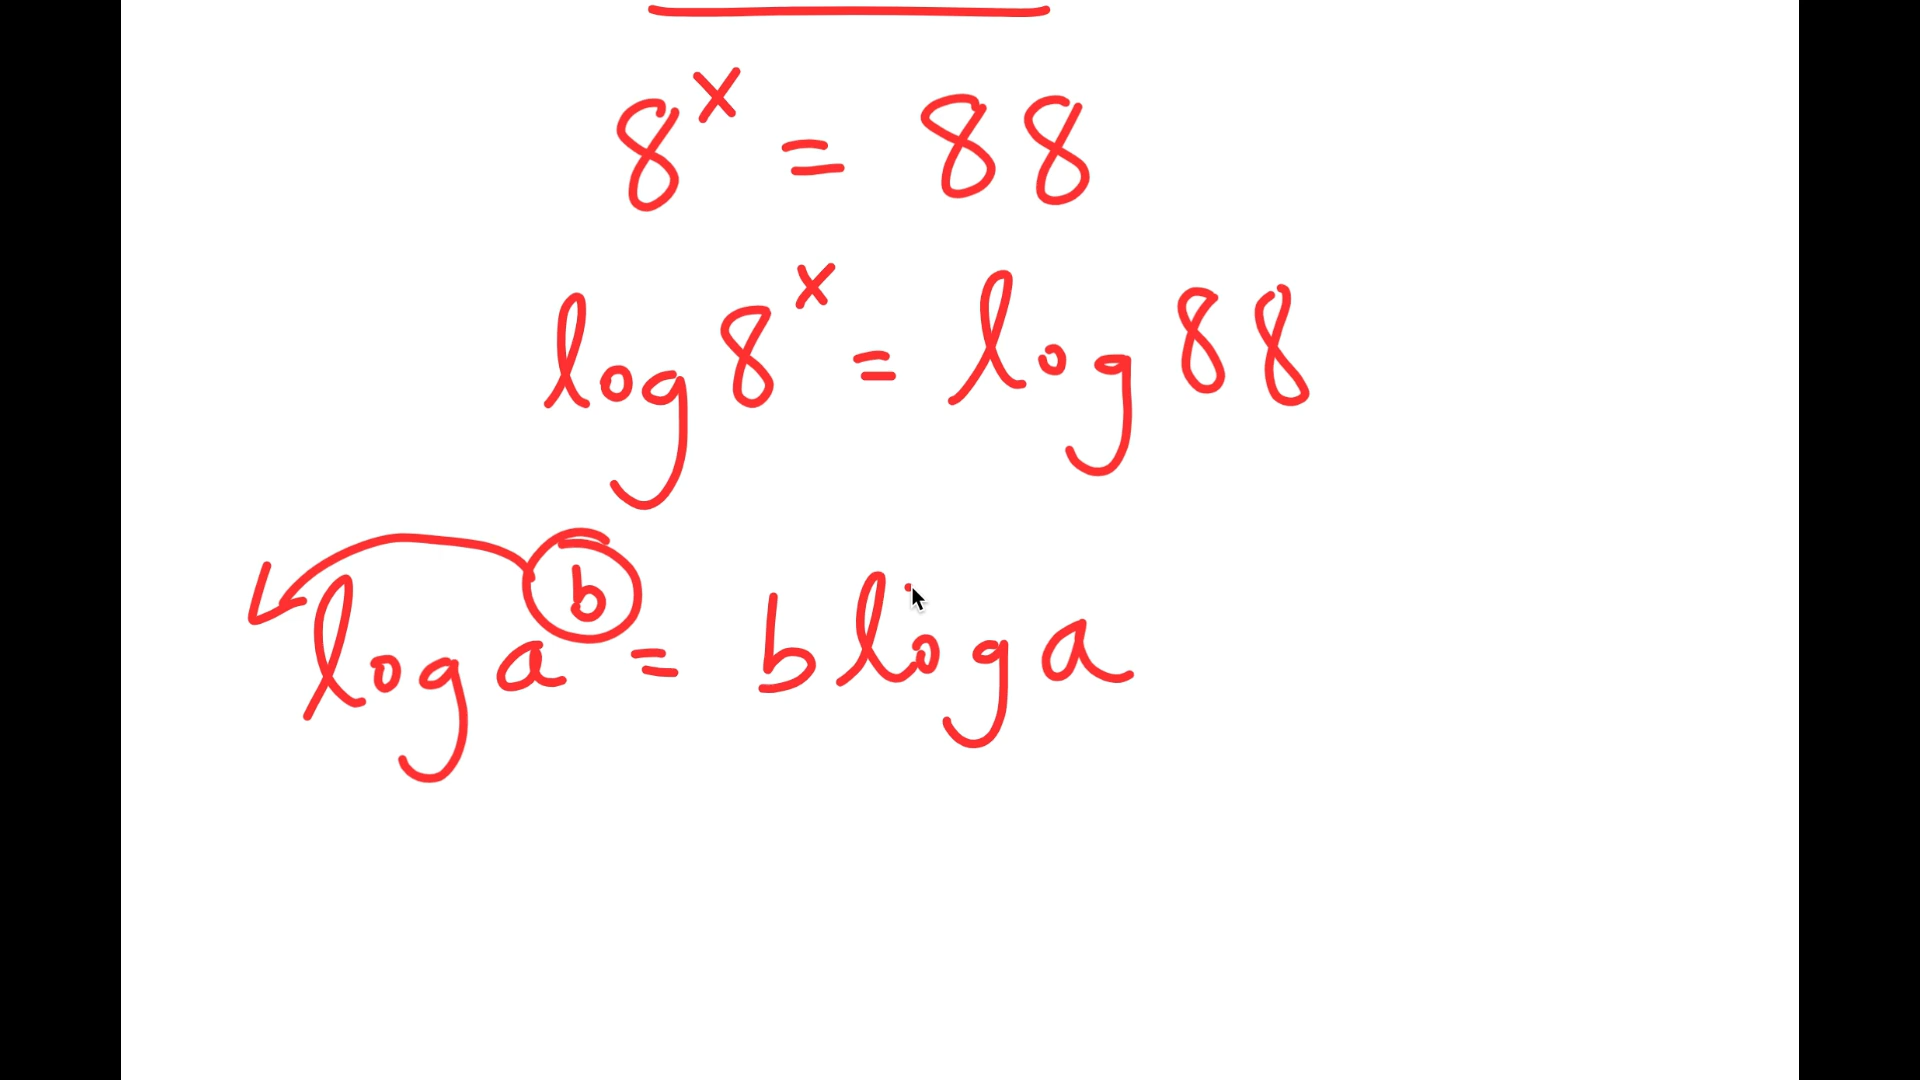 8^x = 88
log 8^x = log 88
log a^b = b log a